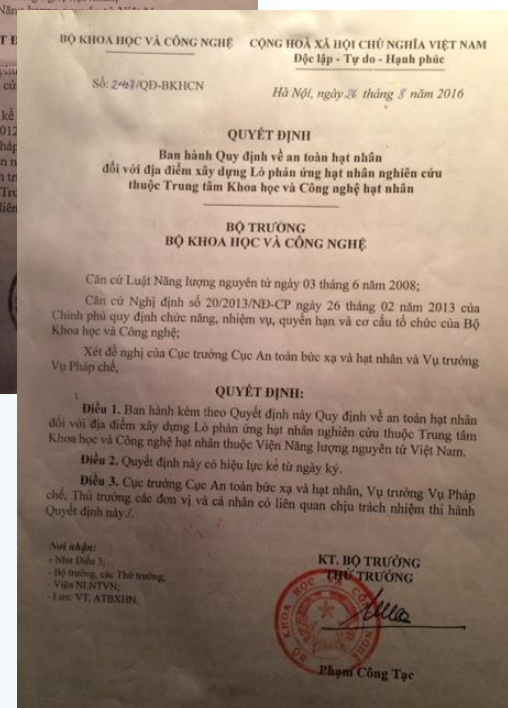 BỘ KHOA HỌC VÀ CÔNG NGHỆ
CỘNG HOÀ XÃ HỘI CHỦ NGHĨA VIỆT NAM
Độc lập - Tự do - Hạnh phúc
Số: /QĐ-BKHCN
Hà Nội, ngày 26 tháng 8 năm 2016
QUYẾT ĐỊNH
Ban hành Quy định về an toàn hạt nhân
đối với địa điểm xây dựng Lò phản ứng hạt nhân nghiên cứu
thuộc Trung tâm Khoa học và Công nghệ hạt nhân
BỘ TRƯỞNG
BỘ KHOA HỌC VÀ CÔNG NGHỆ
Căn cứ Luật Năng lượng nguyên tử ngày 03 tháng 6 năm 2008;
Căn cứ Nghị định số 20/2013/NĐ-CP ngày 26 tháng 02 năm 2013 của
Chính phủ quy định chức năng, nhiệm vụ, quyền hạn và cơ cấu tổ chức của Bộ
Khoa học và Công nghệ;
Xét đề nghị của Cục trưởng Cục An toàn bức xạ và hạt nhân và Vụ trưởng
Vụ Pháp chế,
QUYẾT ĐỊNH:
Điều 1. Ban hành kèm theo Quyết định này Quy định về an toàn hạt nhân
đối với địa điểm xây dựng Lò phản ứng hạt nhân nghiên cứu thuộc Trung tâm
Khoa học và Công nghệ hạt nhân thuộc Viện Năng lượng nguyên tử Việt Nam.
Điều 2. Quyết định này có hiệu lực kể từ ngày ký.
Điều 3. Cục trưởng Cục An toàn bức xạ và hạt nhân, Vụ trưởng Vụ Pháp
chế, Thủ trưởng các đơn vị và cá nhân có liên quan chịu trách nhiệm thi hành
Quyết định này./.
Nơi nhận:
- Như Điều 3;
- Bộ trưởng, các Thứ trưởng;
- Viện NLNTVN;
- Lưu: VT, ATBXHN.
KT. BỘ TRƯỞNG
THỨ TRƯỞNG
BỘ KHOA HỌC VÀ CÔNG NGHỆ
Phạm Công Tạc